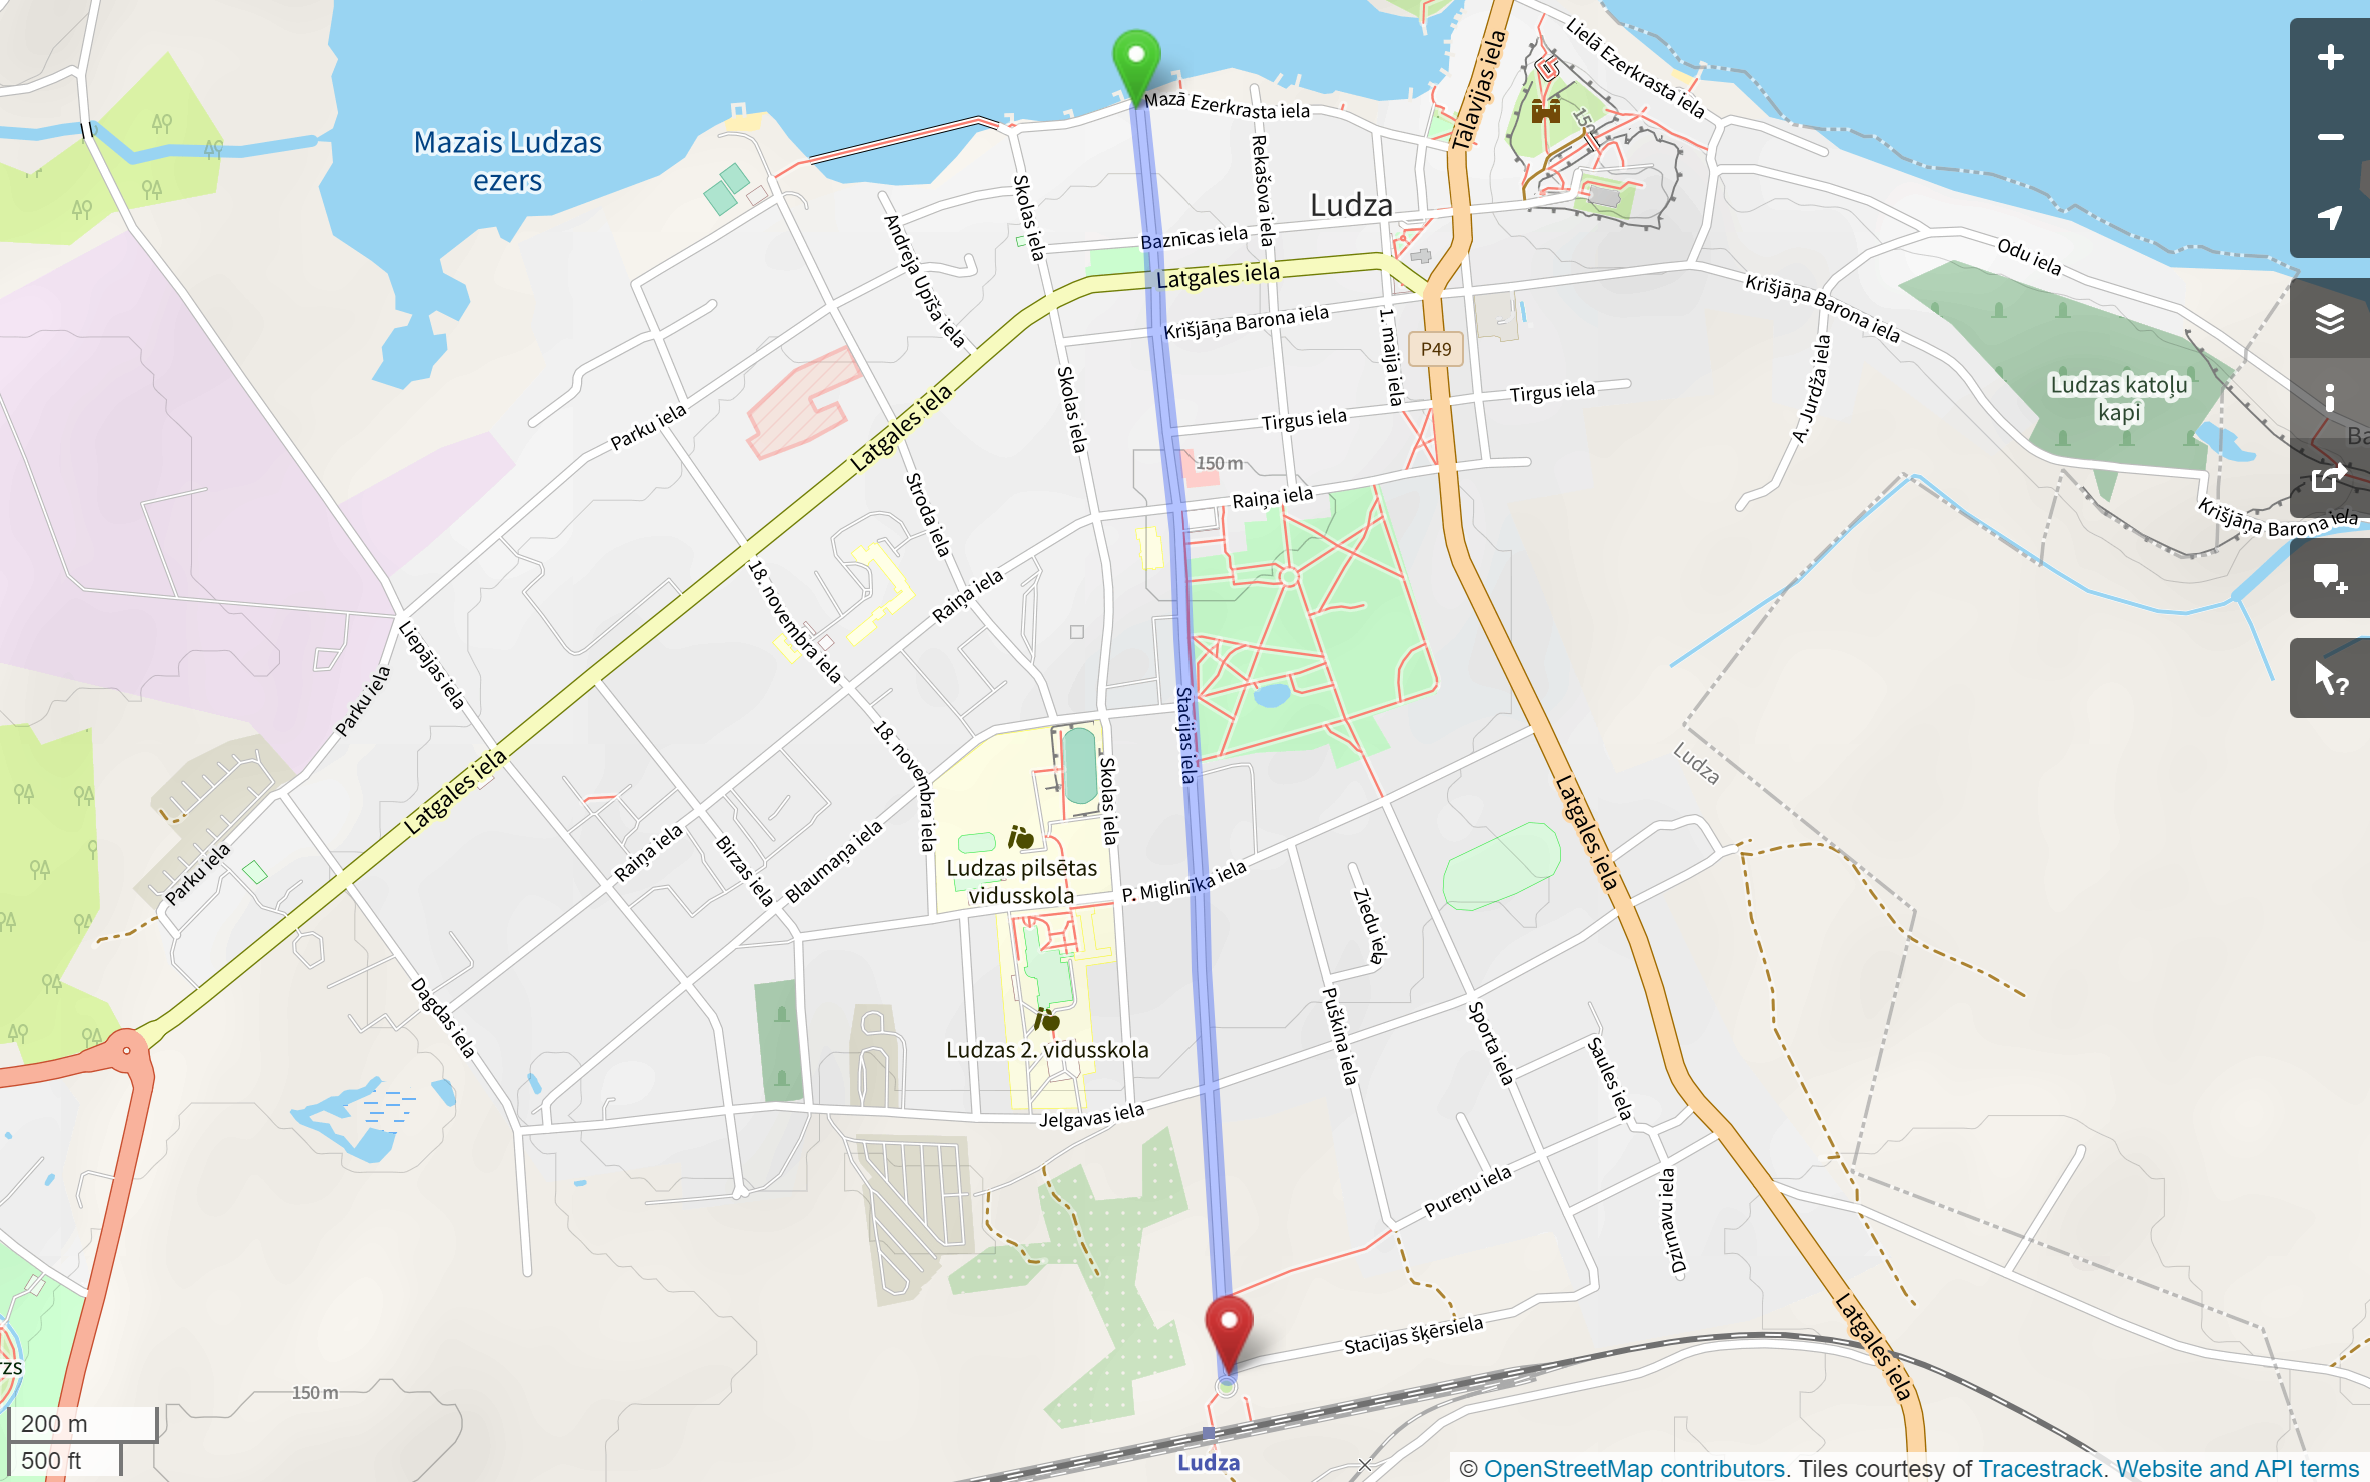 Lielā Ezerkrasta iela
Tālavijas iela
Mazā Ezerkrasta iela
Mazais Ludzas
ezers
150
Rekašova iela
Skolas iela
Ludza
Andreja Upīša iela
Baznīcas iela
Latgales iela
Odu iela
Krišjāņa Barona iela
Krišjāņa Barona iela
1. maija iela
P49
A. Jurdža iela
Ludzas katoļu
kapi
Skolas iela
Tirgus iela
Tirgus iela
Parku iela
Latgales iela
150 m
Raiņa iela
Ba
Krišjāņa Barona iela
Stroda iela
18. novembra iela
Raiņa iela
Liepājas iela
Parku iela
Stacijas iela
18. novembra iela
Ludza
Latgales iela
Skolas iela
Latgales iela
Raiņa iela
Birzas iela
Blaumaņa iela
Parku iela
Ludzas pilsētas
vidusskola
P. Miglinīka iela
Ziedu iela
Dagdas iela
Puškina iela
Sporta iela
Ludzas 2. vidusskola
Saules iela
Jelgavas iela
Pureņu iela
Dzirnavu iela
Stacijas šķērsiela
Latgales iela
rzs
150 m
200 m
500 ft
Ludza
?
© OpenStreetMap contributors. Tiles courtesy of Tracestrack. Website and API terms